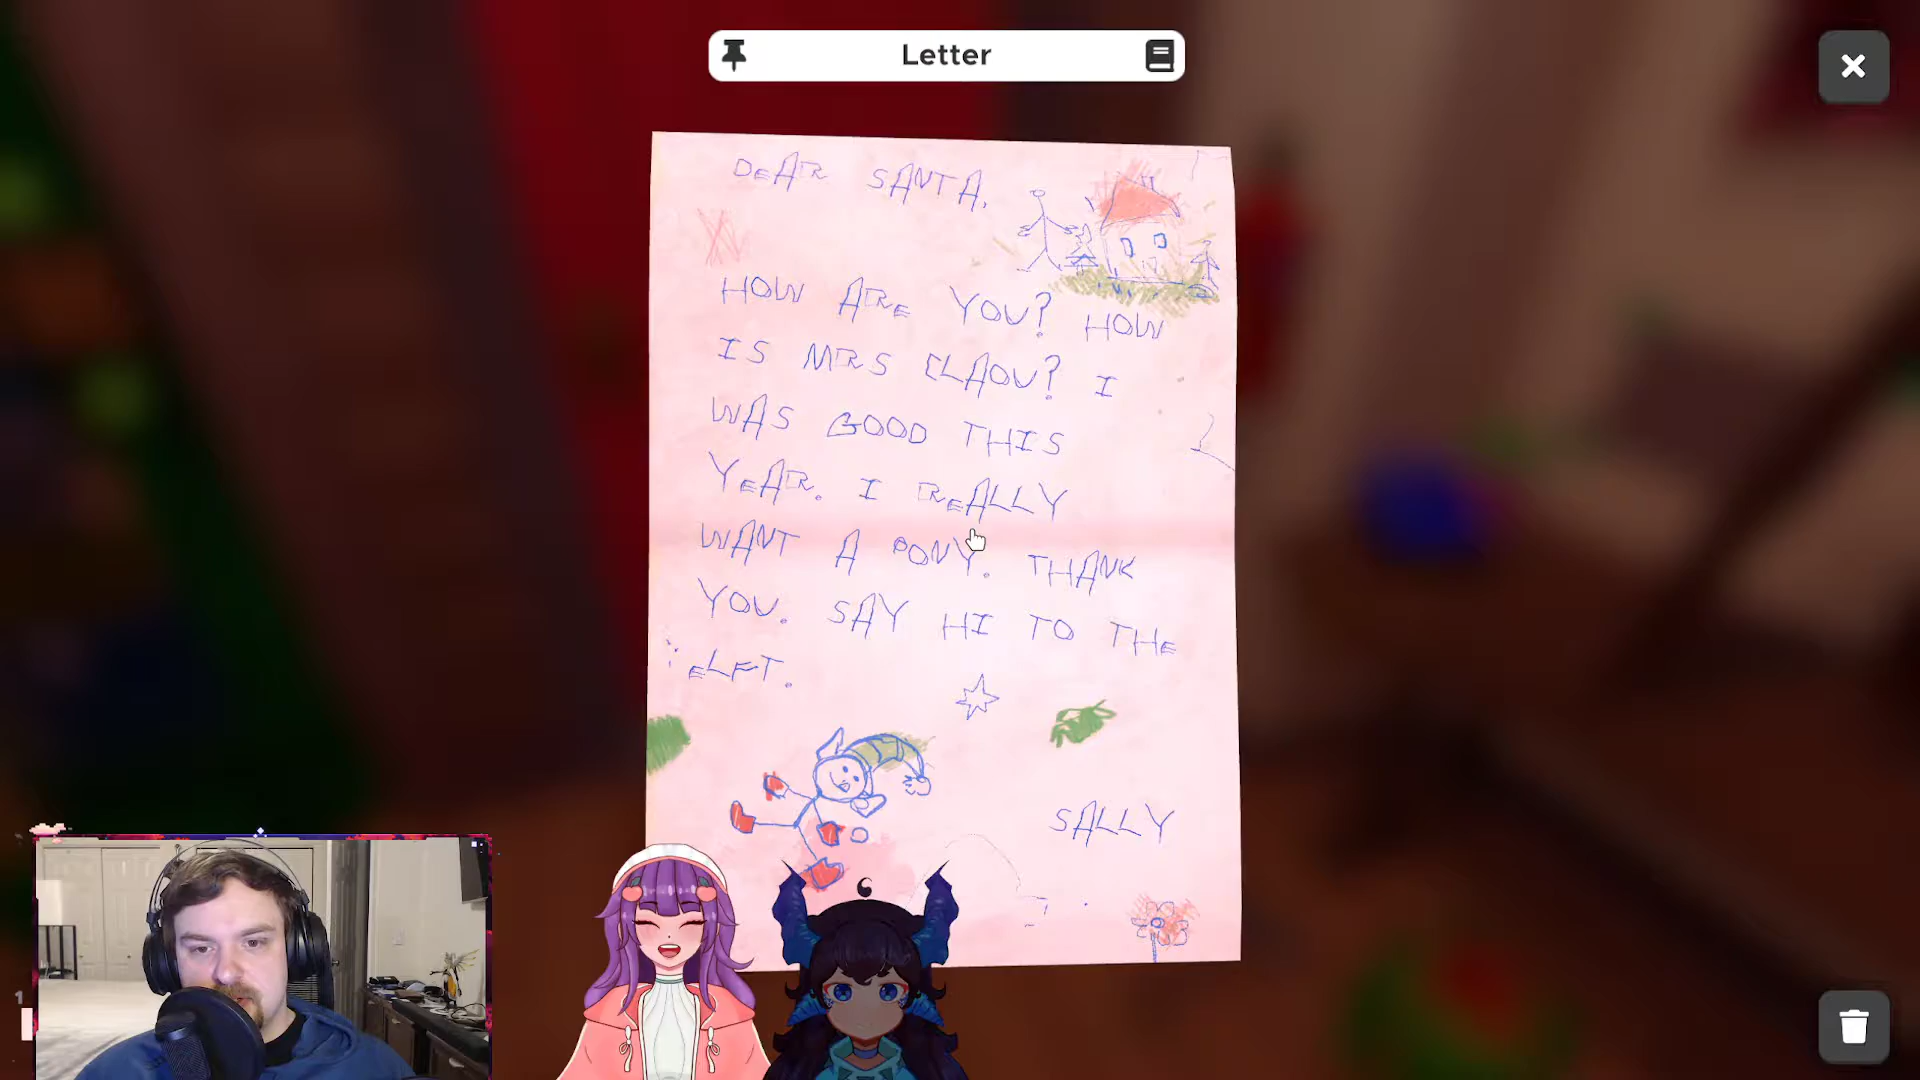 Letter
DEAR SANTA,
HOW ARE YOU? HOW
IS MRS CLAOU? I
WAS GOOD THIS
YEAR. I REALLY
WANT A PONY. THANK
YOU. SAY HI TO THE
ELFT.
SALLY